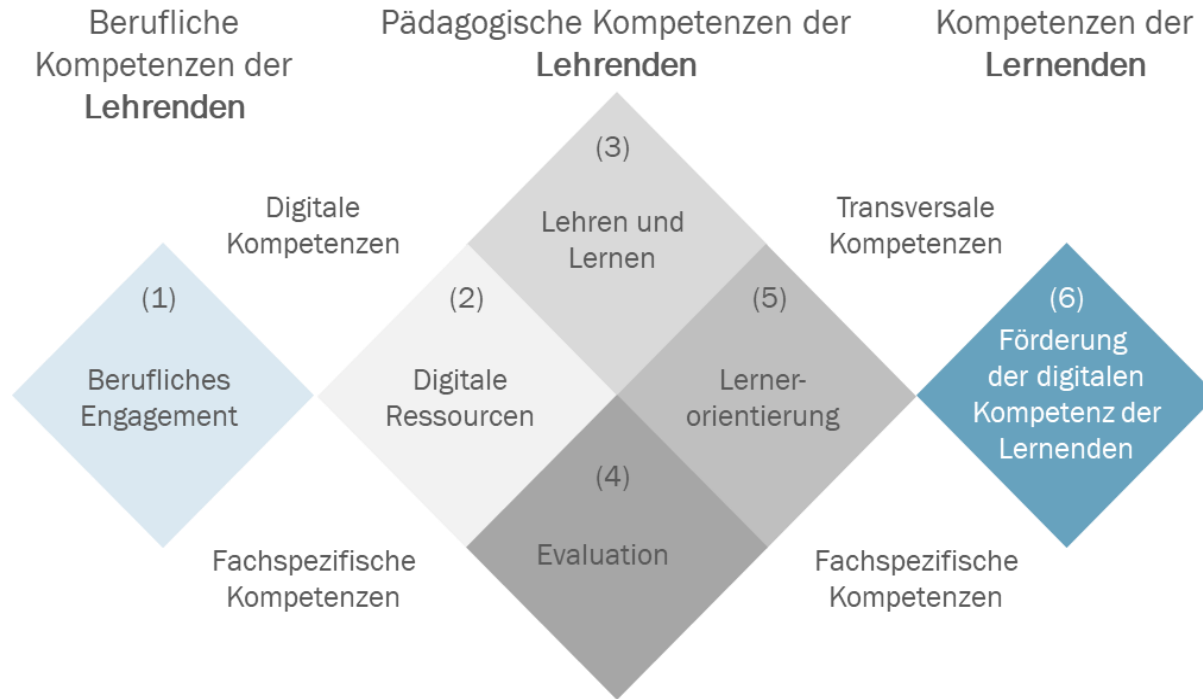 Berufliche
Kompetenzen der
Lehrenden
Pädagogische Kompetenzen der
Lehrenden
Kompetenzen der
Lernenden
(3)
Lehren und
Lernen
Digitale
Kompetenzen
Transversale
Kompetenzen
(1)
Berufliches
Engagement
(2)
Digitale
Ressourcen
(5)
Lerner-
orientierung
(6)
Förderung
der digitalen
Kompetenz der
Lernenden
(4)
Evaluation
Fachspezifische
Kompetenzen
Fachspezifische
Kompetenzen